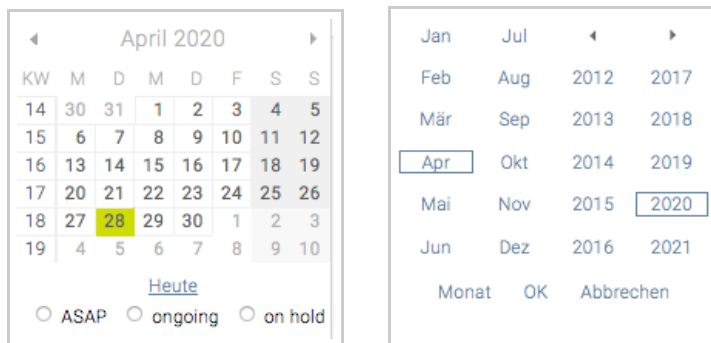 April 2020
KW M D M D F S S
14 30 31 1 2 3 4 5
15 6 7 8 9 10 11 12
16 13 14 15 16 17 18 19
17 20 21 22 23 24 25 26
18 27 28 29 30 1 2 3
19 4 5 6 7 8 9 10
Heute
ASAP ongoing on hold
Jan Jul
Feb Aug 2012 2017
Mär Sep 2013 2018
Apr Okt 2014 2019
Mai Nov 2015 2020
Jun Dez 2016 2021
Monat OK Abbrechen